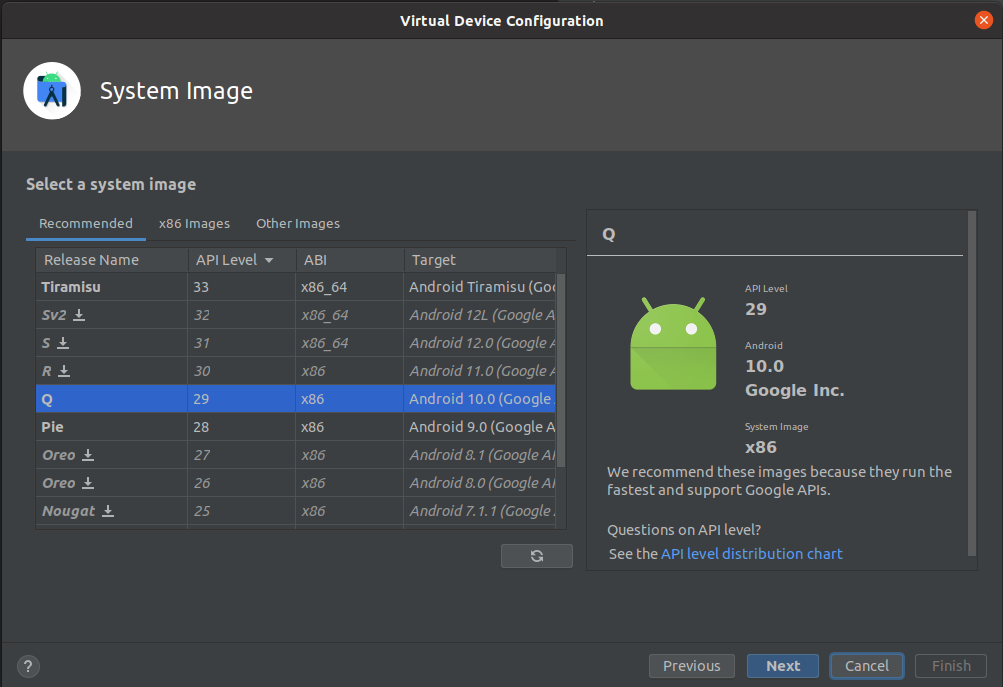 Virtual Device Configuration
System Image
Select a system image
Recommended x86 Images Other Images
Release Name API Level ABI Target
Tiramisu 33 x86_64 Android Tiramisu (Goo
Sv2 32 x86_64 Android 12L (Google A
S 31 x86_64 Android 12.0 (Google
R 30 x86 Android 11.0 (Google
Q 29 x86 Android 10.0 (Google
Pie 28 x86 Android 9.0 (Google A
Oreo 27 x86 Android 8.1 (Google AI
Oreo 26 x86 Android 8.0 (Google AI
Nougat 25 x86 Android 7.1.1 (Google
Q
API Level
29
Android
10.0
Google Inc.
System Image
x86
We recommend these images because they run the
fastest and support Google APIs.
Questions on API level?
See the API level distribution chart
? Previous Next Cancel Finish